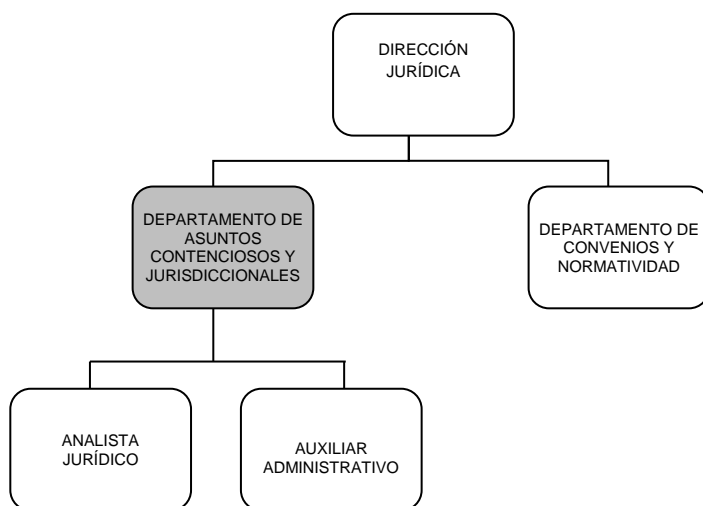 DIRECCIÓN
JURÍDICA
DEPARTAMENTO DE
ASUNTOS
CONTENCIOSOS Y
JURISDICCIONALES
DEPARTAMENTO DE
CONVENIOS Y
NORMATIVIDAD
ANALISTA
JURÍDICO
AUXILIAR
ADMINISTRATIVO